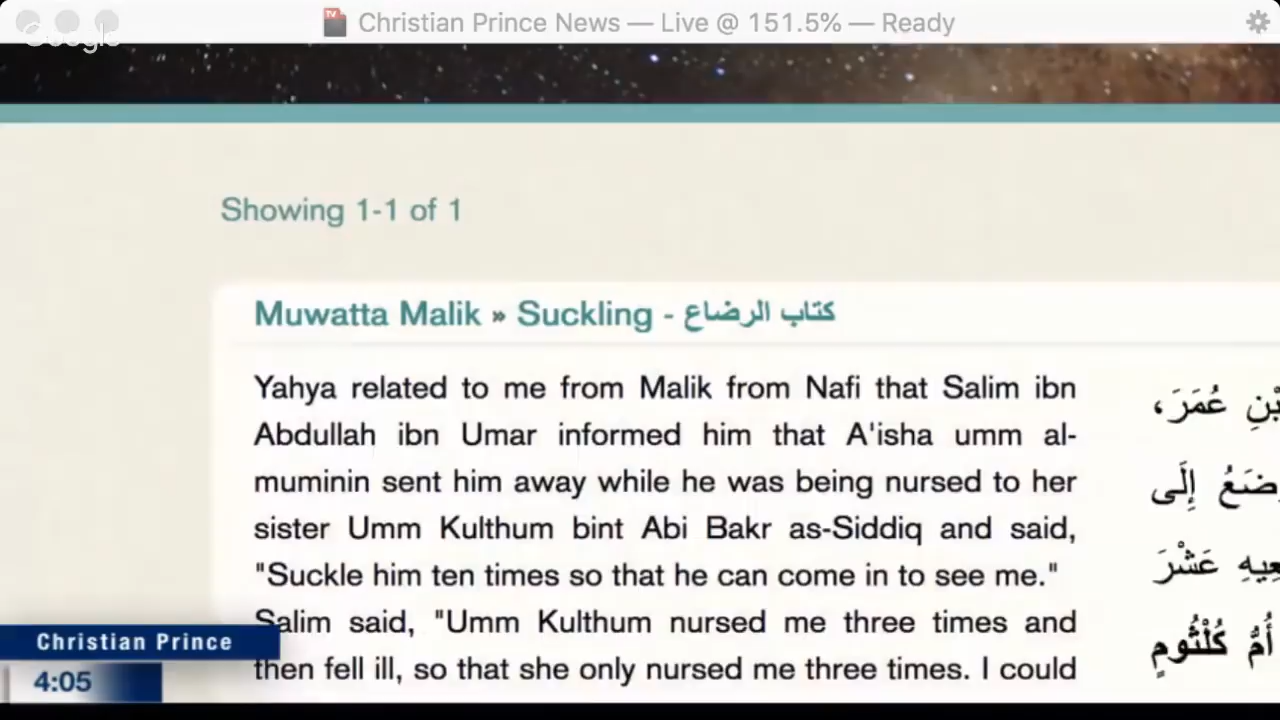 Christian Prince News — Live @ 151.5% — Ready
Google
Showing 1-1 of 1
Muwatta Malik » Suckling - كتاب الرضاع
Yahya related to me from Malik from Nafi that Salim ibn
Abdullah ibn Umar informed him that A'isha umm al-
muminin sent him away while he was being nursed to her
sister Umm Kulthum bint Abi Bakr as-Siddiq and said,
"Suckle him ten times so that he can come in to see me."
Salim said, "Umm Kulthum nursed me three times and
then fell ill, so that she only nursed me three times. I could
بْنِ عُمَرَ،
إِلَى
عَشْرَ
أُمُّ كُلْثُومٍ
Christian Prince
4:05